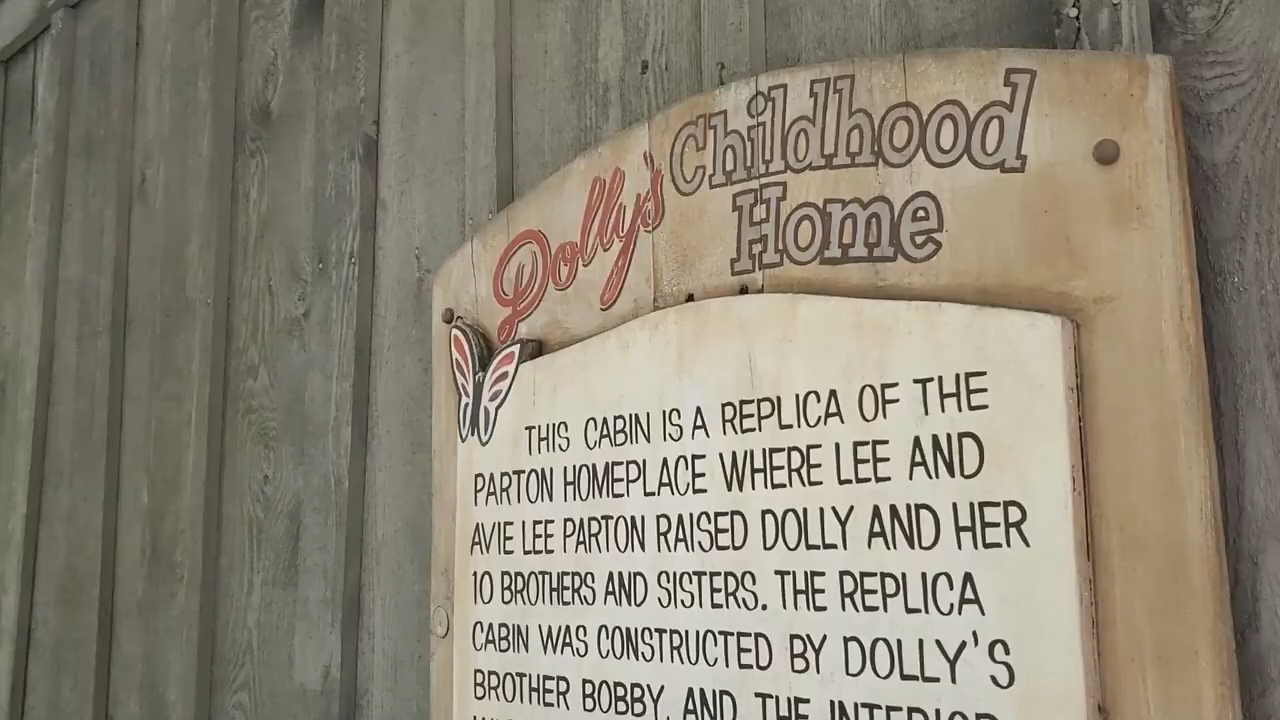 Dolly's Childhood
Home
THIS CABIN IS A REPLICA OF THE
PARTON HOMEPLACE WHERE LEE AND
AVIE LEE PARTON RAISED DOLLY AND HER
10 BROTHERS AND SISTERS. THE REPLICA
CABIN WAS CONSTRUCTED BY DOLLY'S
BROTHER BOBBY, AND THE INTERIOR